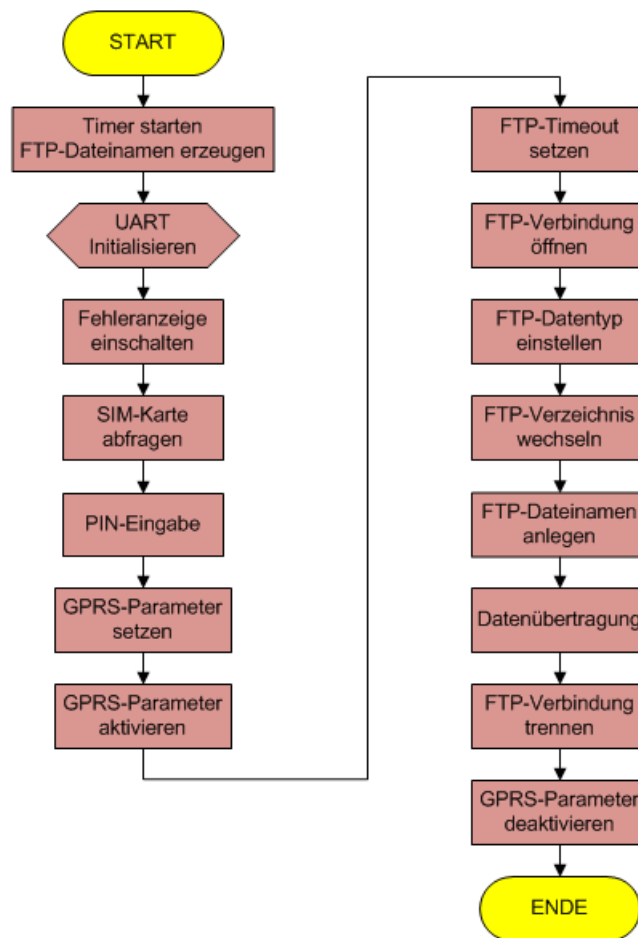 START
Timer starten
FTP-Dateinamen erzeugen
UART
Initialisieren
Fehleranzeige
einschalten
SIM-Karte
abfragen
PIN-Eingabe
GPRS-Parameter
setzen
GPRS-Parameter
aktivieren
FTP-Timeout
setzen
FTP-Verbindung
öffnen
FTP-Datentyp
einstellen
FTP-Verzeichnis
wechseln
FTP-Dateinamen
anlegen
Datenübertragung
FTP-Verbindung
trennen
GPRS-Parameter
deaktivieren
ENDE